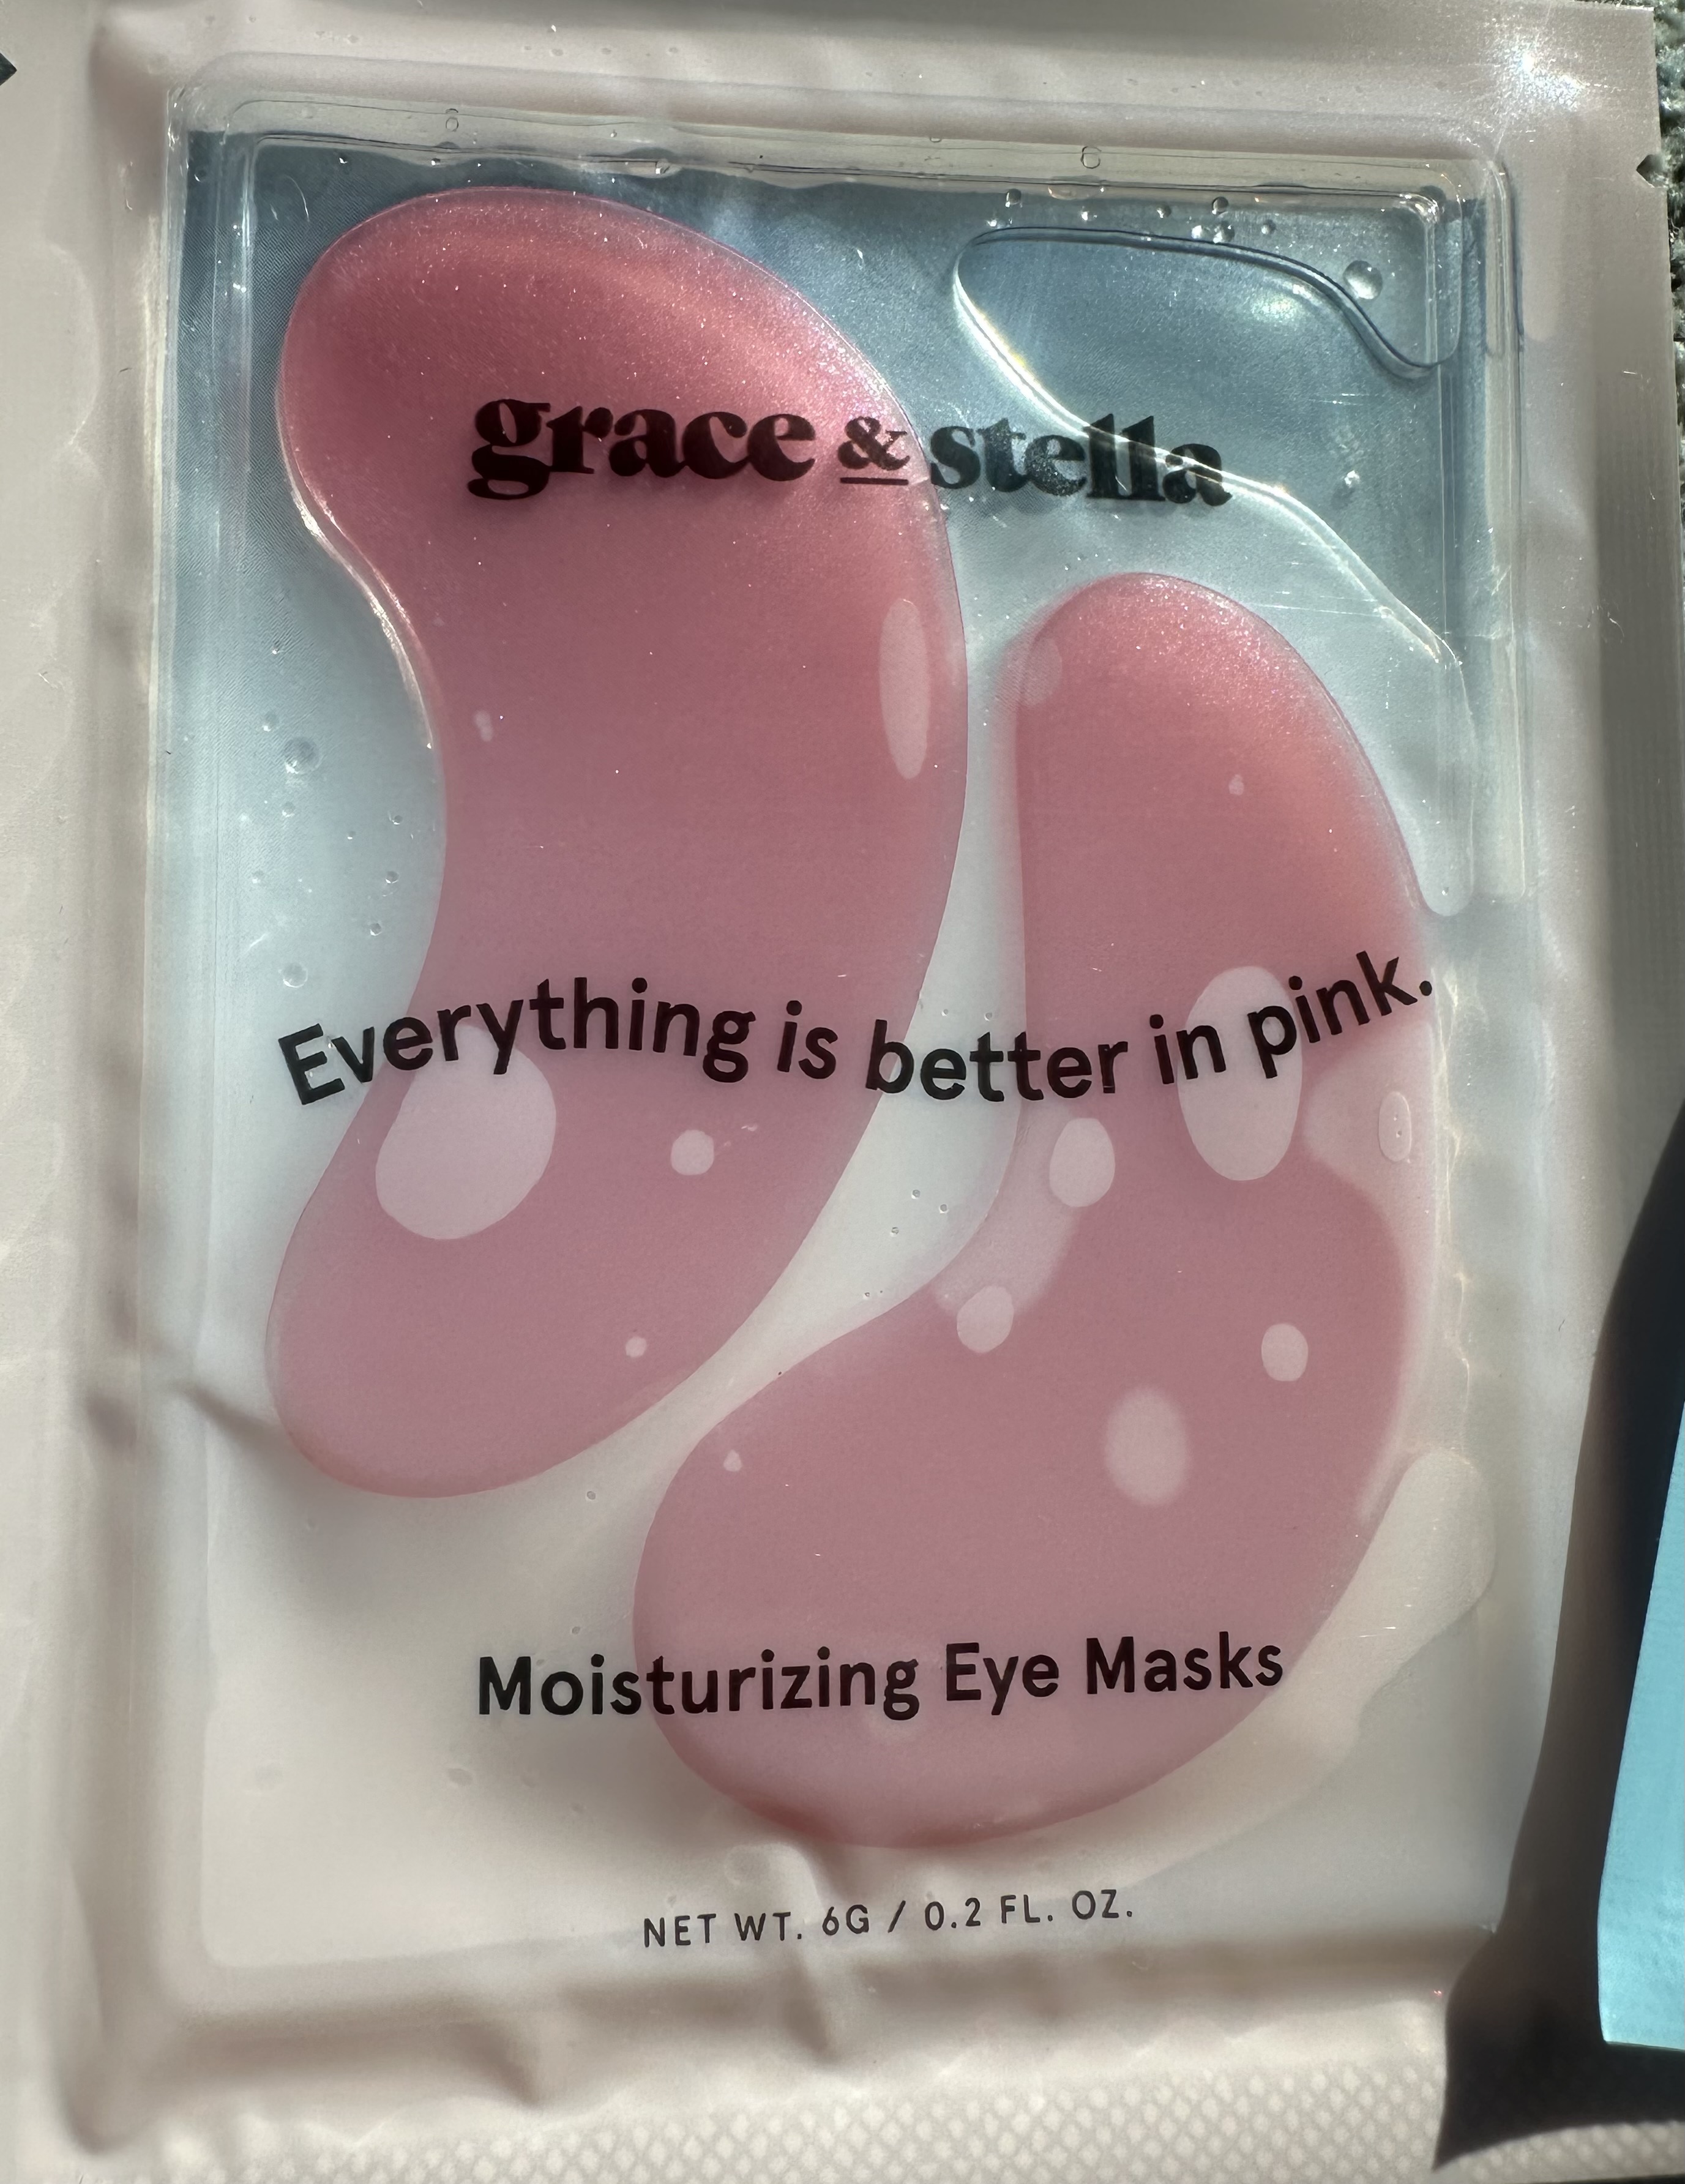 grace & stella
Everything is better in pink.
Moisturizing Eye Masks
NET WT. 6G / 0.2 FL. OZ.